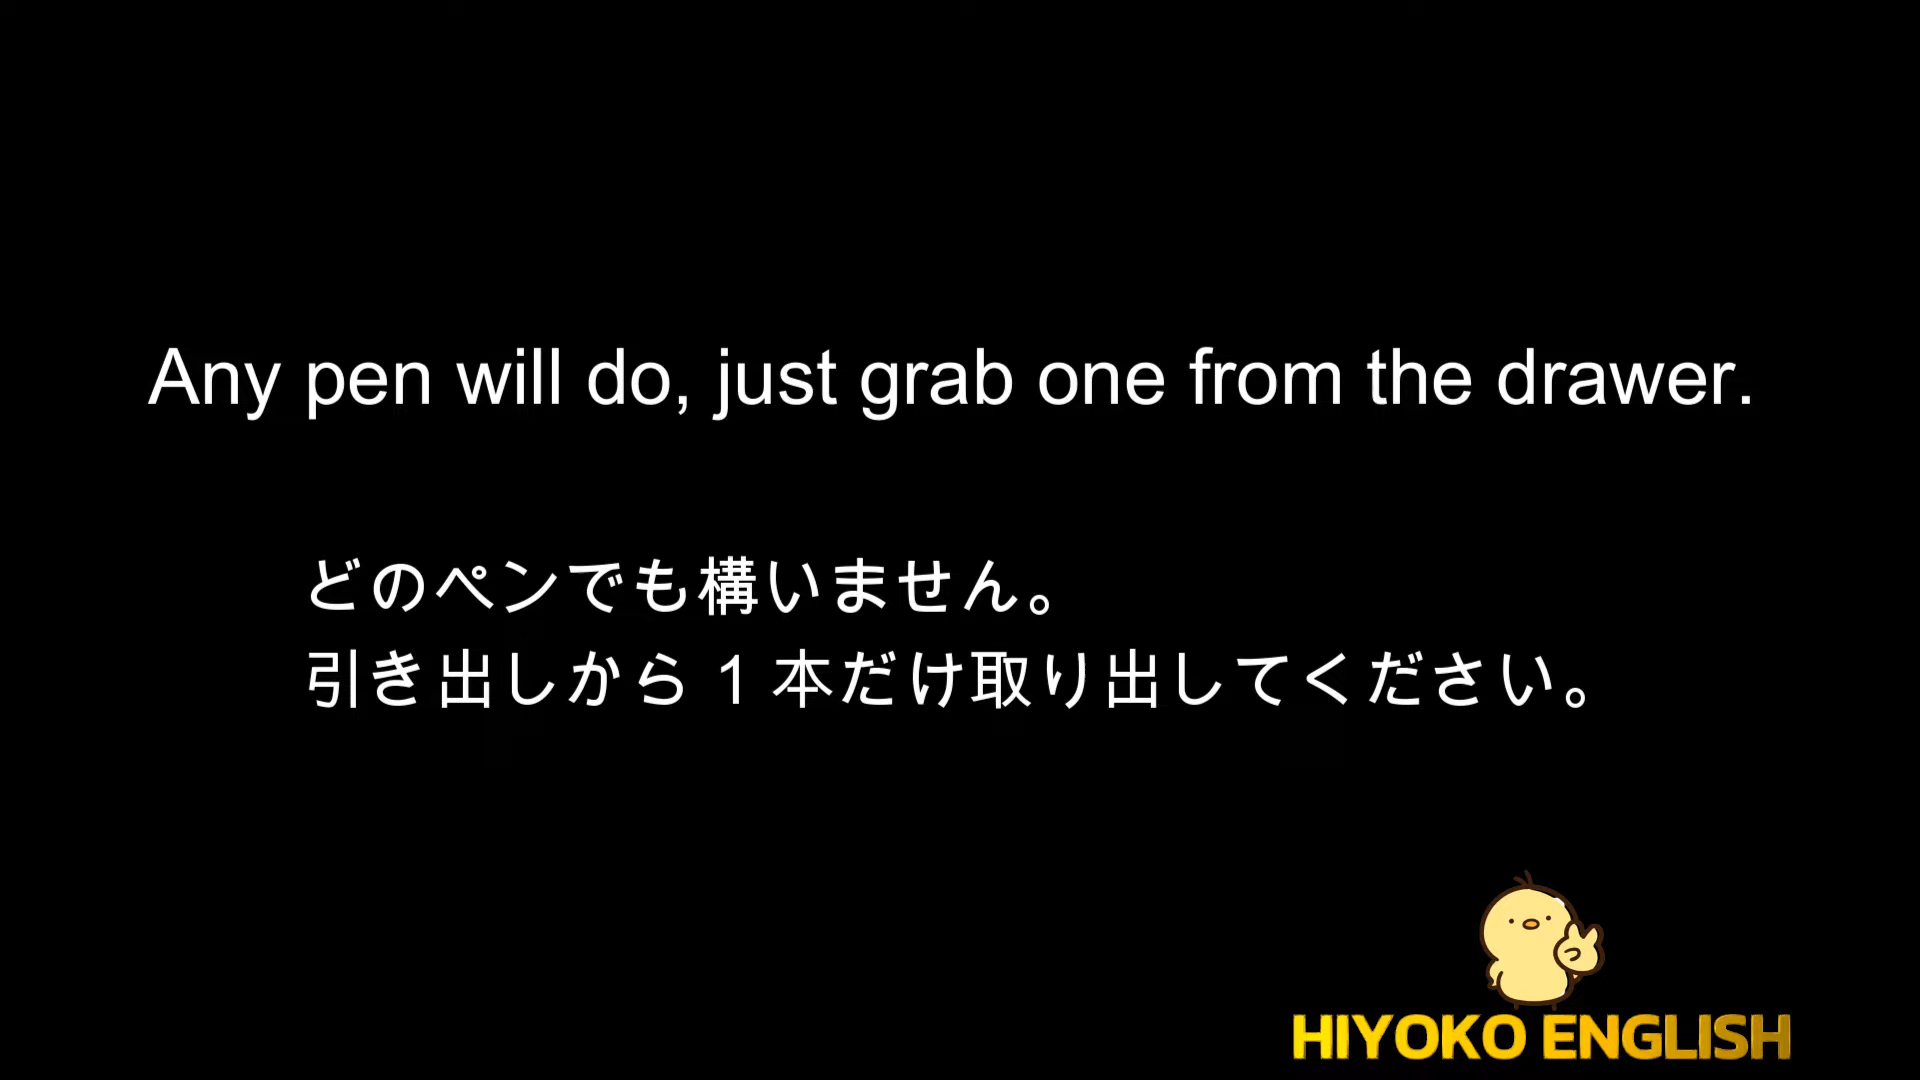 Any pen will do, just grab one from the drawer.
どのペンでも構いません。
引き出しから1本だけ取り出してください。
HIYOKO ENGLISH